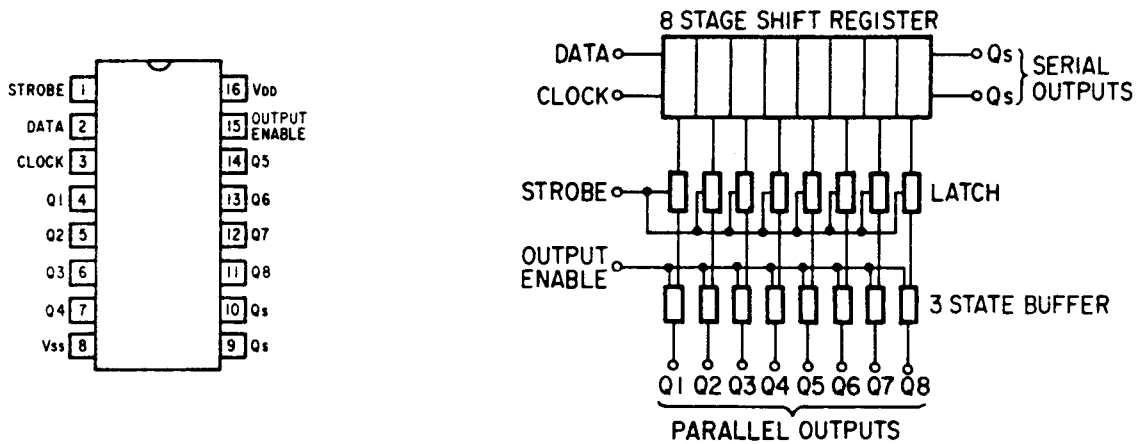 STROBE 1
DATA 2
CLOCK 3
Q1 4
Q2 5
Q3 6
Q4 7
Vss 8
16 VDD
15 OUTPUT
ENABLE
14 Q5
13 Q6
12 Q7
11 Q8
10 Qs
9 Qs
8 STAGE SHIFT REGISTER
DATA
CLOCK
Qs
Qs
SERIAL
OUTPUTS
STROBE
LATCH
OUTPUT
ENABLE
3 STATE BUFFER
Q1 Q2 Q3 Q4 Q5 Q6 Q7 Q8
PARALLEL OUTPUTS